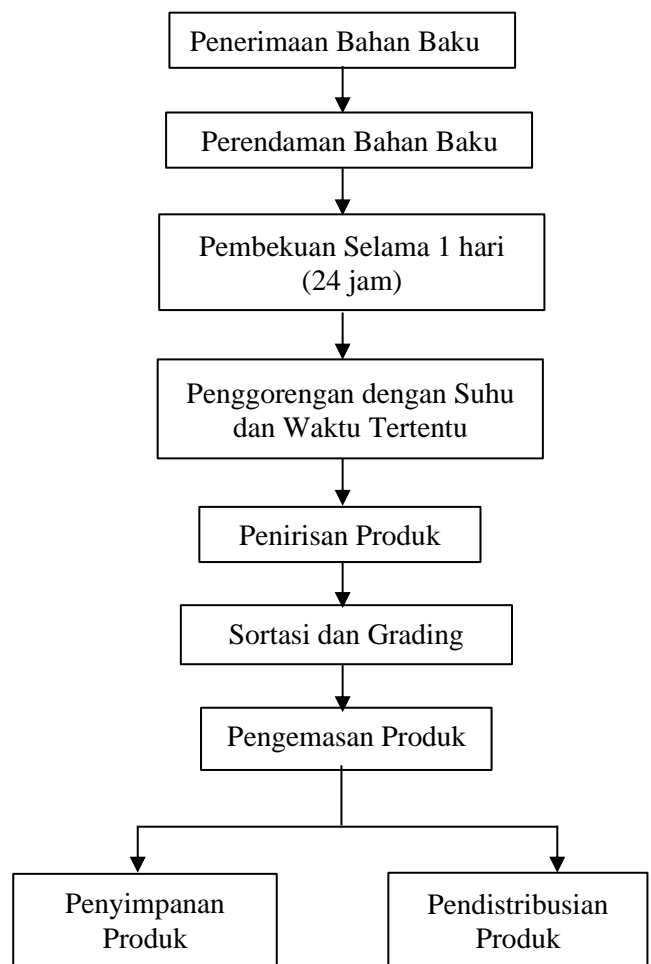 Penerimaan Bahan Baku
Perendaman Bahan Baku
Pembekuan Selama 1 hari
(24 jam)
Penggorengan dengan Suhu
dan Waktu Tertentu
Penirisan Produk
Sortasi dan Grading
Pengemasan Produk
Penyimpanan
Produk
Pendistribusian
Produk